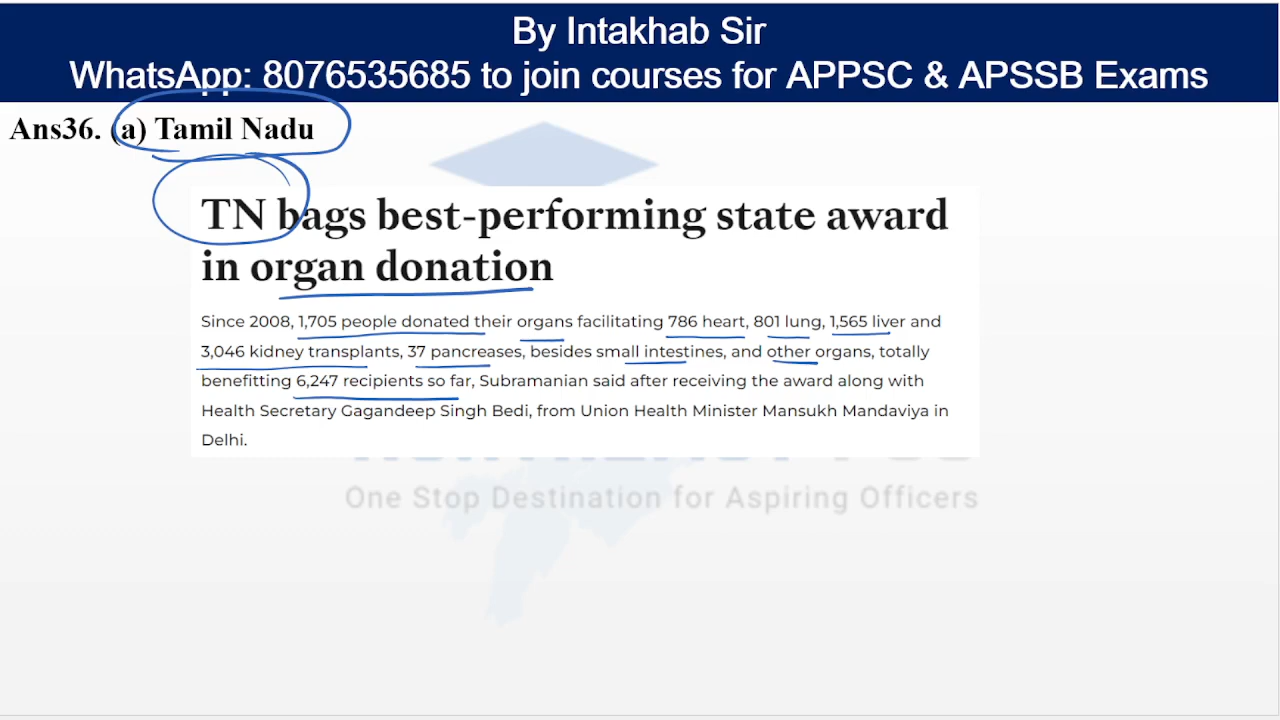 By Intakhab Sir
WhatsApp: 8076535685 to join courses for APPSC & APSSB Exams
Ans36. (a) Tamil Nadu
TN bags best-performing state award
in organ donation
Since 2008, 1,705 people donated their organs facilitating 786 heart, 801 lung, 1,565 liver and
3,046 kidney transplants, 37 pancreases, besides small intestines, and other organs, totally
benefitting 6,247 recipients so far, Subramanian said after receiving the award along with
Health Secretary Gagandeep Singh Bedi, from Union Health Minister Mansukh Mandaviya in
Delhi.
One Stop Destination for Aspiring Officers